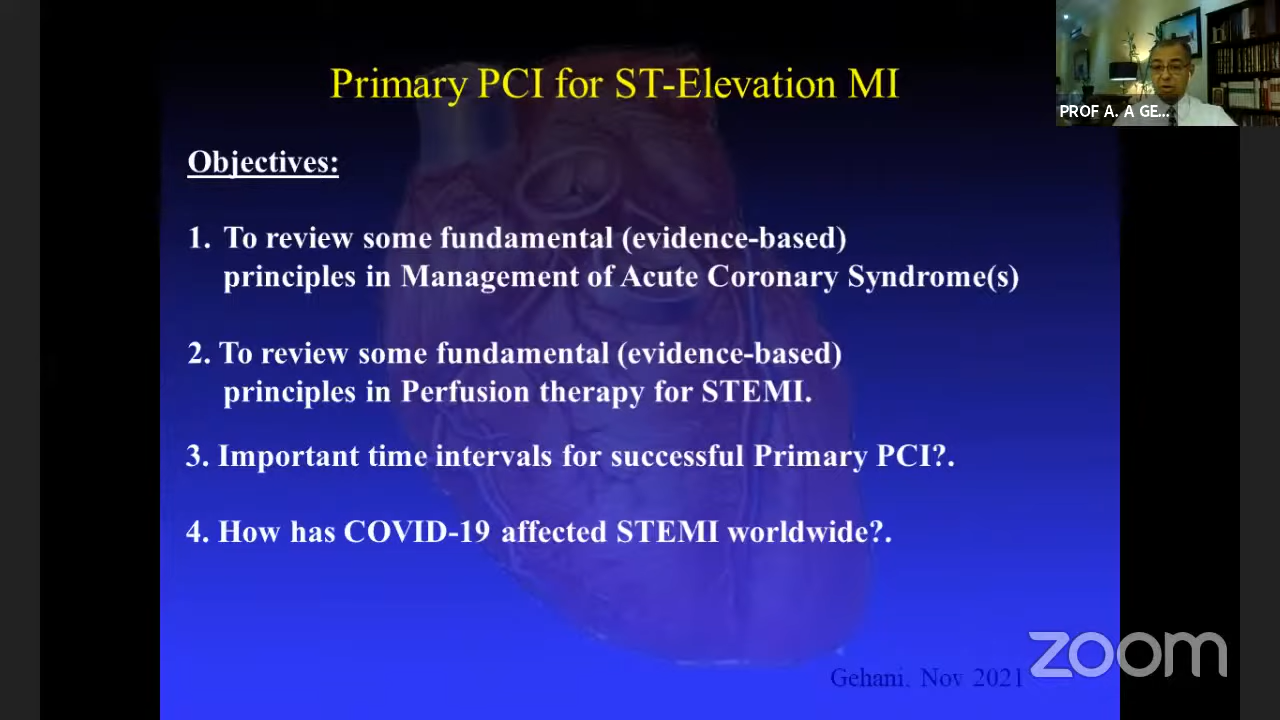 Primary PCI for ST-Elevation MI
PROF A. A GE...
Objectives:
1. To review some fundamental (evidence-based)
principles in Management of Acute Coronary Syndrome(s)
2. To review some fundamental (evidence-based)
principles in Perfusion therapy for STEMI.
3. Important time intervals for successful Primary PCI?.
4. How has COVID-19 affected STEMI worldwide?.
Gehani. Nov 2021
zoom